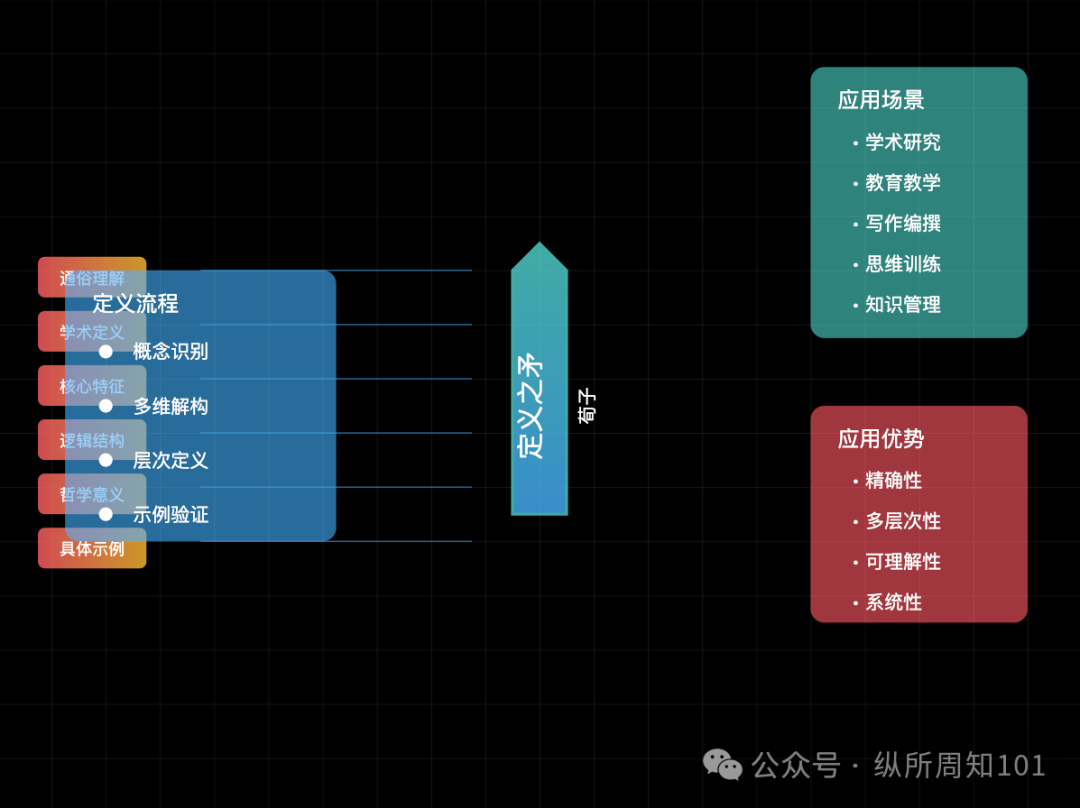 通俗理解
学术定义
核心特征
逻辑结构
哲学意义
具体示例
定义流程
概念识别
多维解构
层次定义
示例验证
定义之矛
荀子
应用场景
• 学术研究
• 教育教学
• 写作编撰
• 思维训练
• 知识管理
应用优势
• 精确性
• 多层次性
• 可理解性
• 系统性
公众号 · 纵所周知101